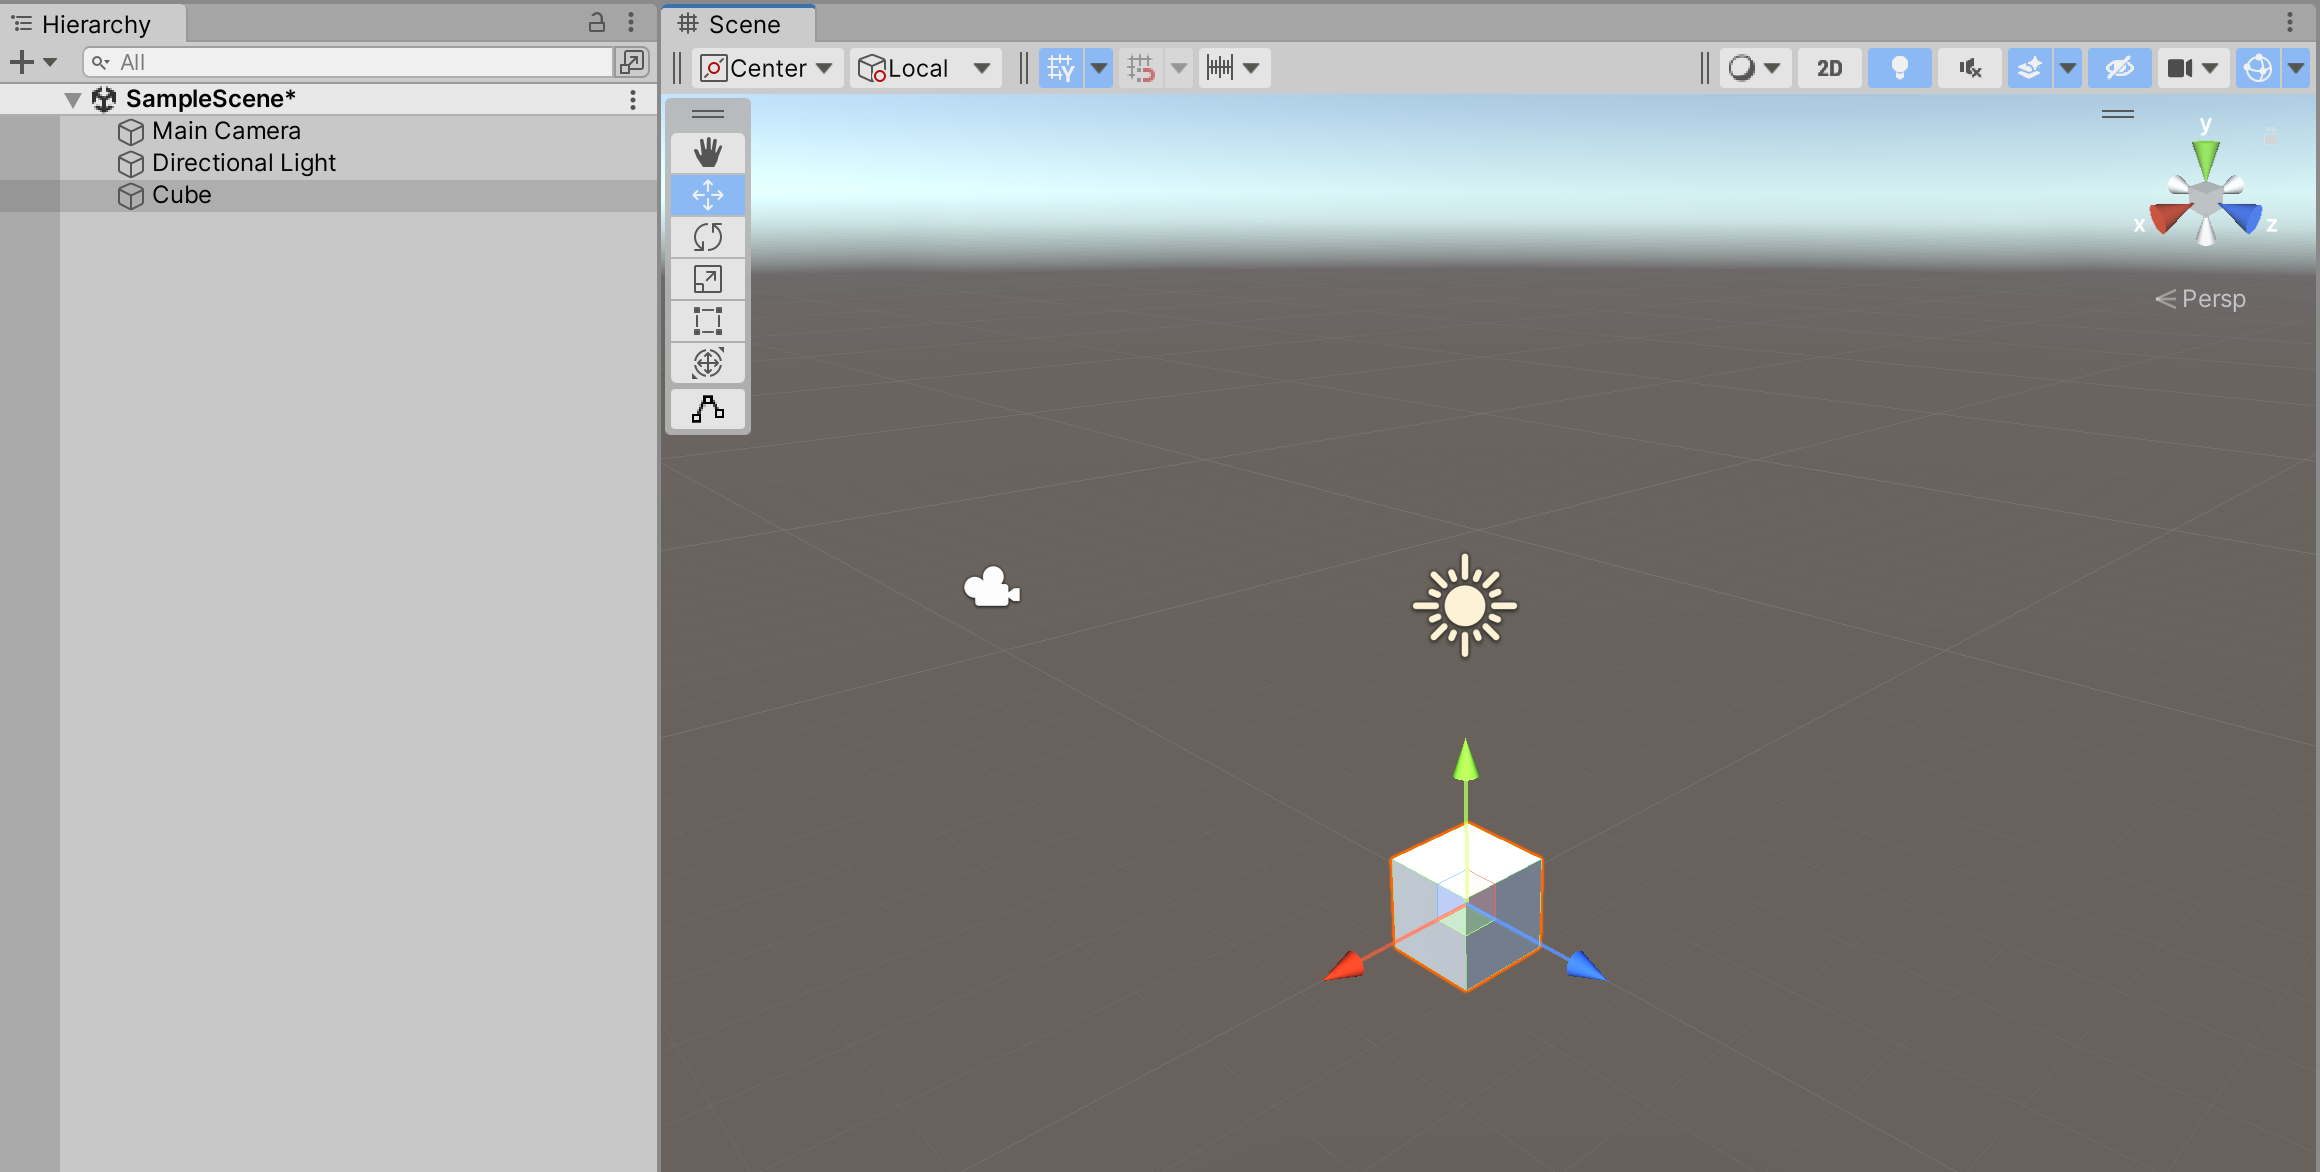 Hierarchy
All
SampleScene*
Main Camera
Directional Light
Cube
Scene
Center
Local
Y
2D
y
x
z
Persp